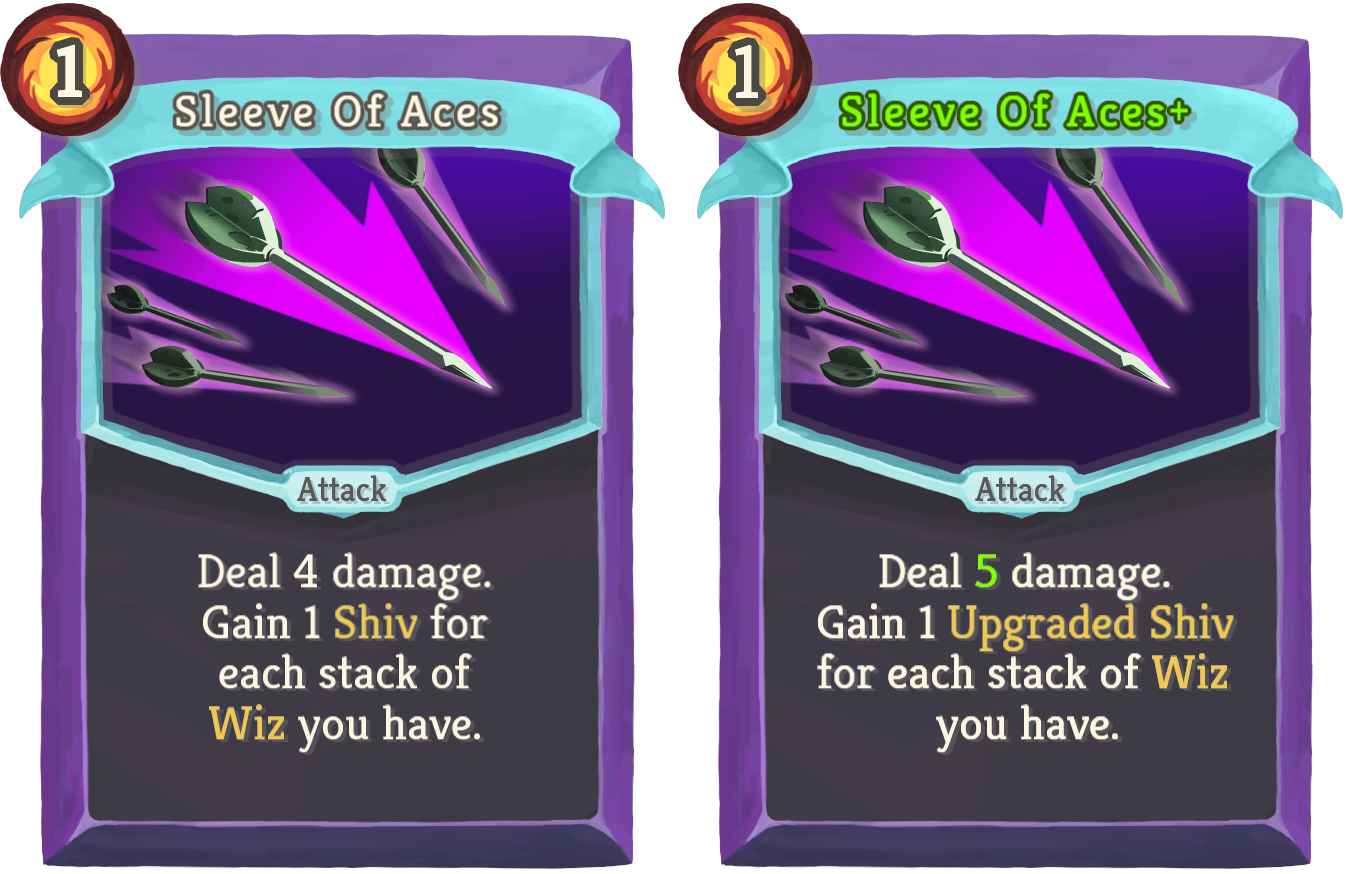 1
Sleeve Of Aces
Attack
Deal 4 damage.
Gain 1 Shiv for
each stack of
Wiz you have.
1
Sleeve Of Aces+
Attack
Deal 5 damage.
Gain 1 Upgraded Shiv
for each stack of Wiz
you have.